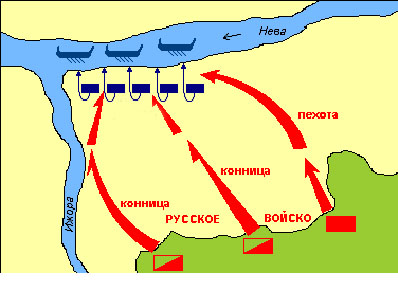 Нева
пехота
конница
Ижора
конница
РУССКОЕ ВОЙСКО